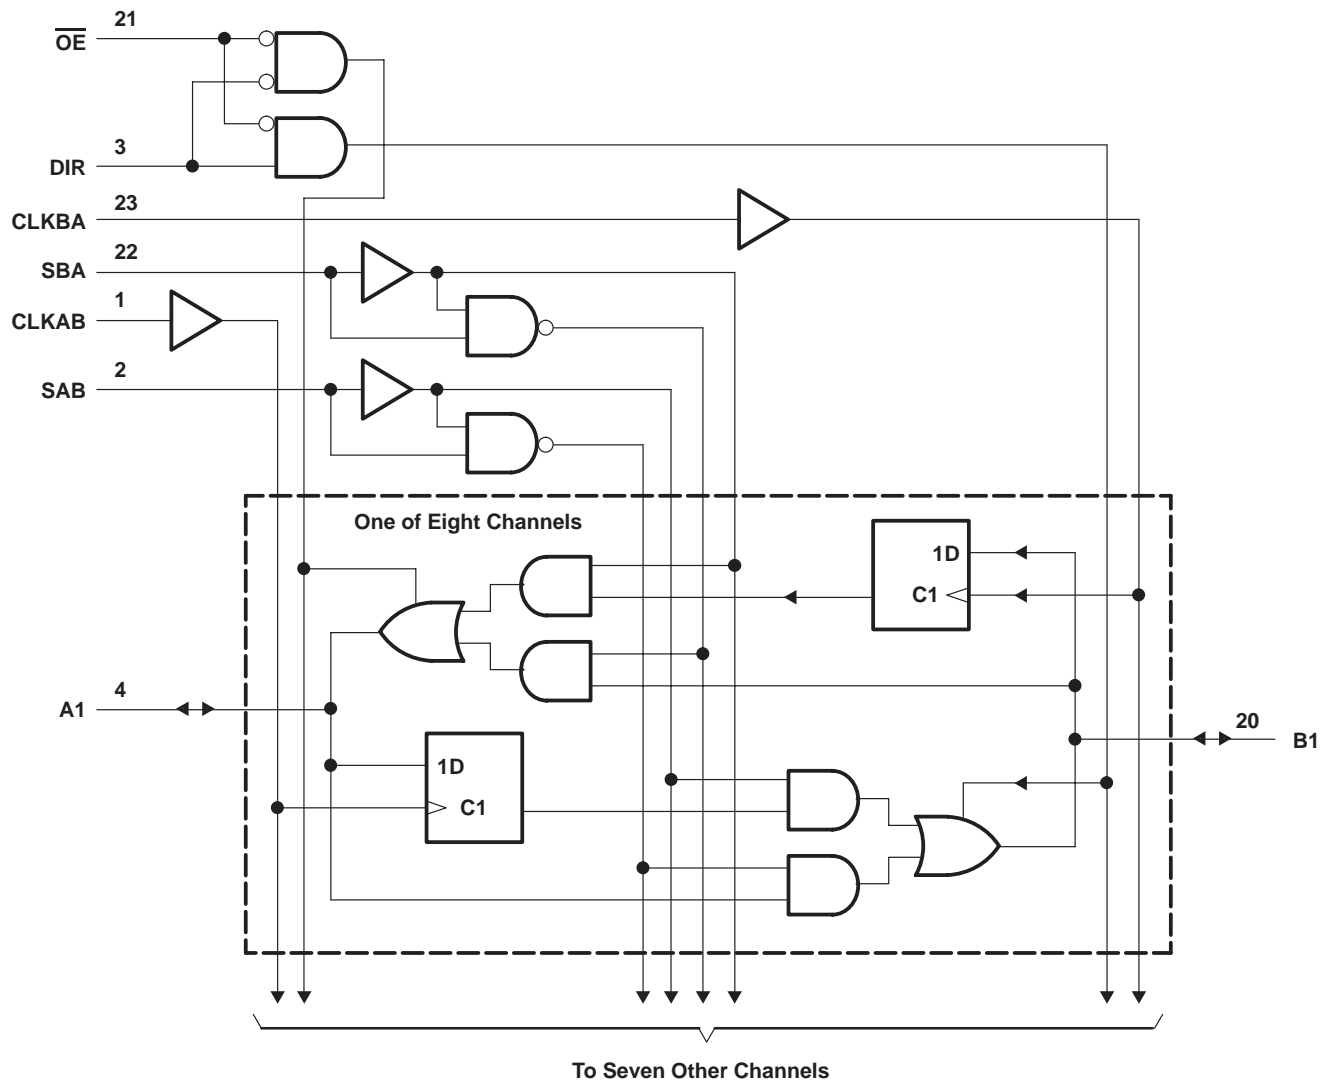 21
OE
3
DIR
23
CLKBA
22
SBA
1
CLKAB
2
SAB
One of Eight Channels
1D
C1
4
A1
20
B1
1D
C1
To Seven Other Channels